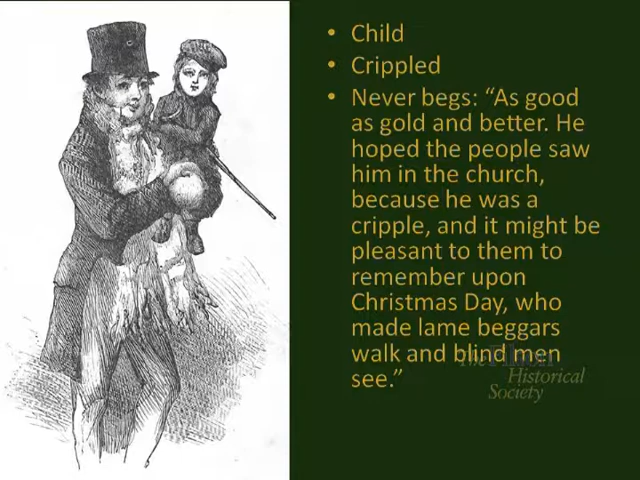 • Child
• Crippled
• Never begs: “As good
as gold and better. He
hoped the people saw
him in the church,
because he was a
cripple, and it might be
pleasant to them to
remember upon
Christmas Day, who
made lame beggars
walk and blind men
see.”
The Filson
Historical
Society